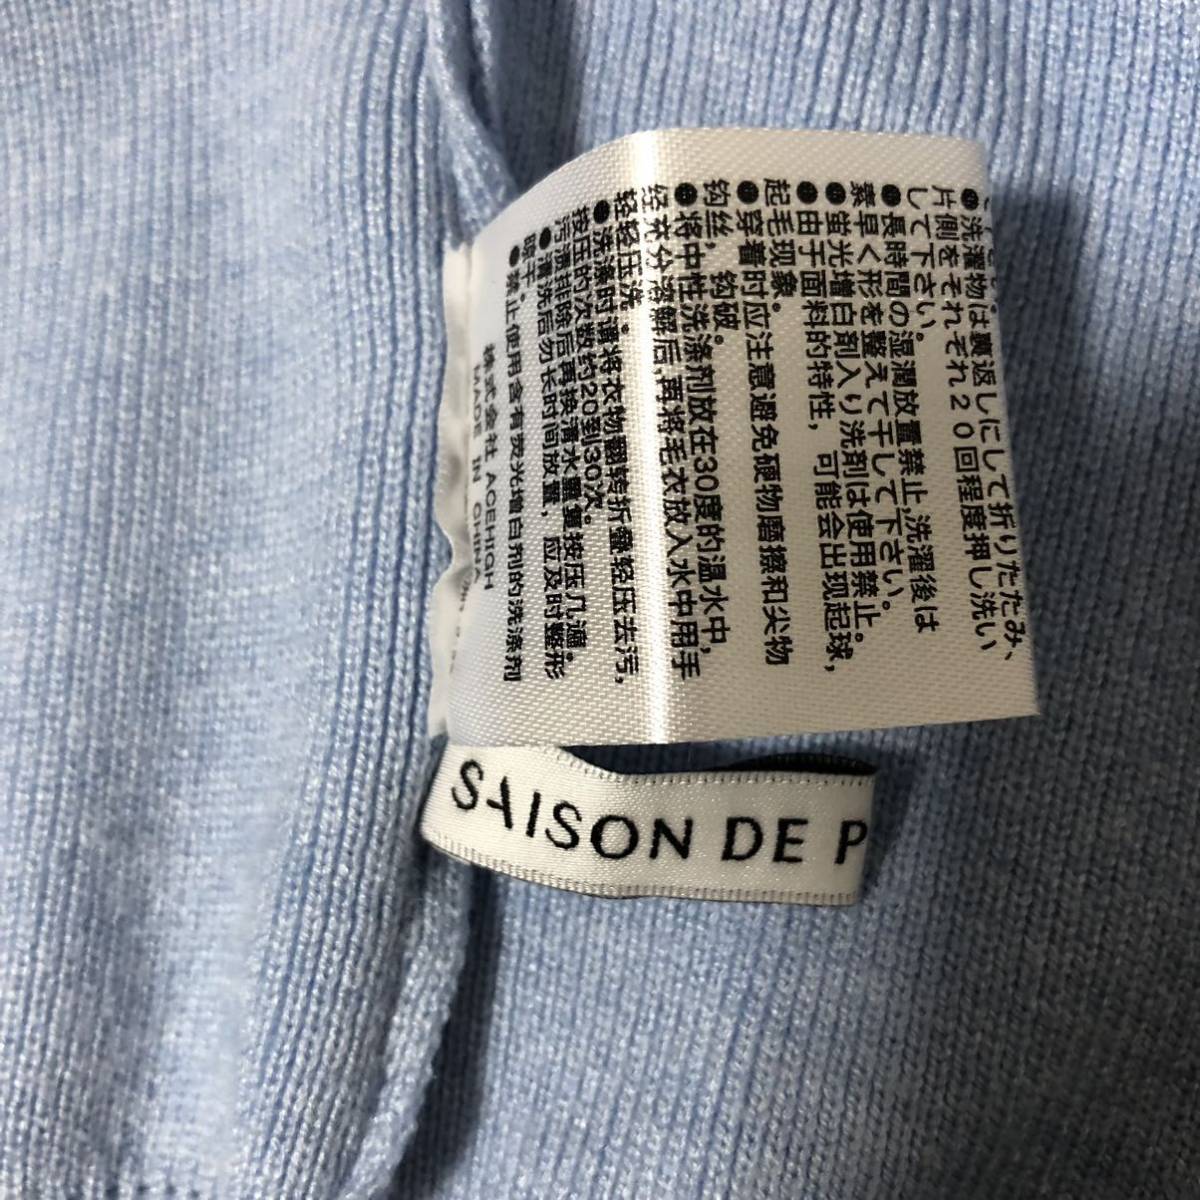 ●洗濯物は裏返しにして折りたたみ、
片側をそれぞれ20回程度押し洗い
して下さい。
●長時間の湿潤放置禁止,洗濯後は
素早く形を整えて干して下さい。
●蛍光増白剤入り洗剤は使用禁止。
●由于面料的特性,可能会出现起球,
起毛现象。
●穿着时应注意避免硬物磨擦和尖物
钩丝,钩破。
●将中性洗涤剂放在30度的温水中,
经充分溶解后,再将毛衣放入水中用手
轻轻压洗。
●洗涤时请将衣物翻转折叠轻压去污,
按压的次数约20到30次。
污渍排除后再换清水重复按压几遍。
●清洗后勿长时间放置,应及时整形
晾干。
●禁止使用含有荧光增白剂的洗涤剂
株式会社 AGEHIGH
MADE IN CHINA
SAISON DE P